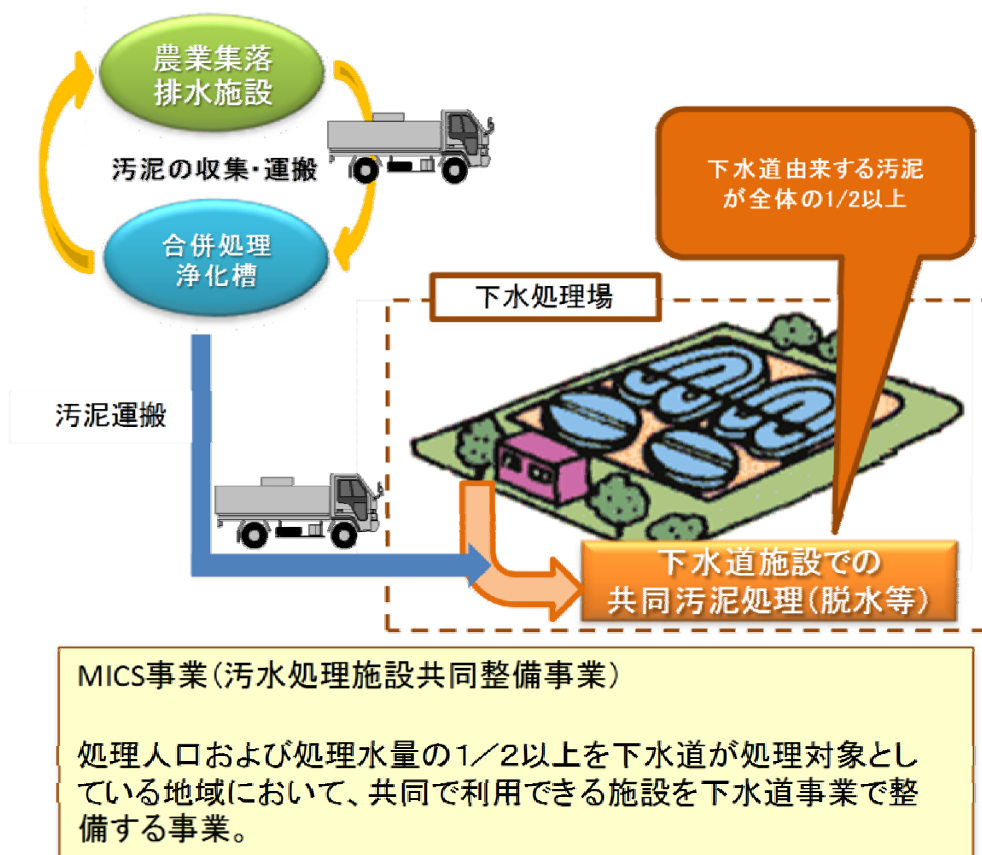 農業集落
排水施設
汚泥の収集・運搬
合併処理
浄化槽
下水道由来する汚泥
が全体の1/2以上
下水処理場
汚泥運搬
下水道施設での
共同汚泥処理(脱水等)
MICS事業(汚水処理施設共同整備事業)
処理人口および処理水量の１／２以上を下水道が処理対象とし
ている地域において、共同で利用できる施設を下水道事業で整
備する事業。